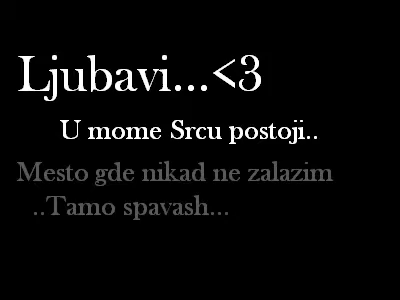 Ljubavi...<3
U mome Srcu postoji..
Mesto gde nikad ne zalazim
..Tamo spavash...